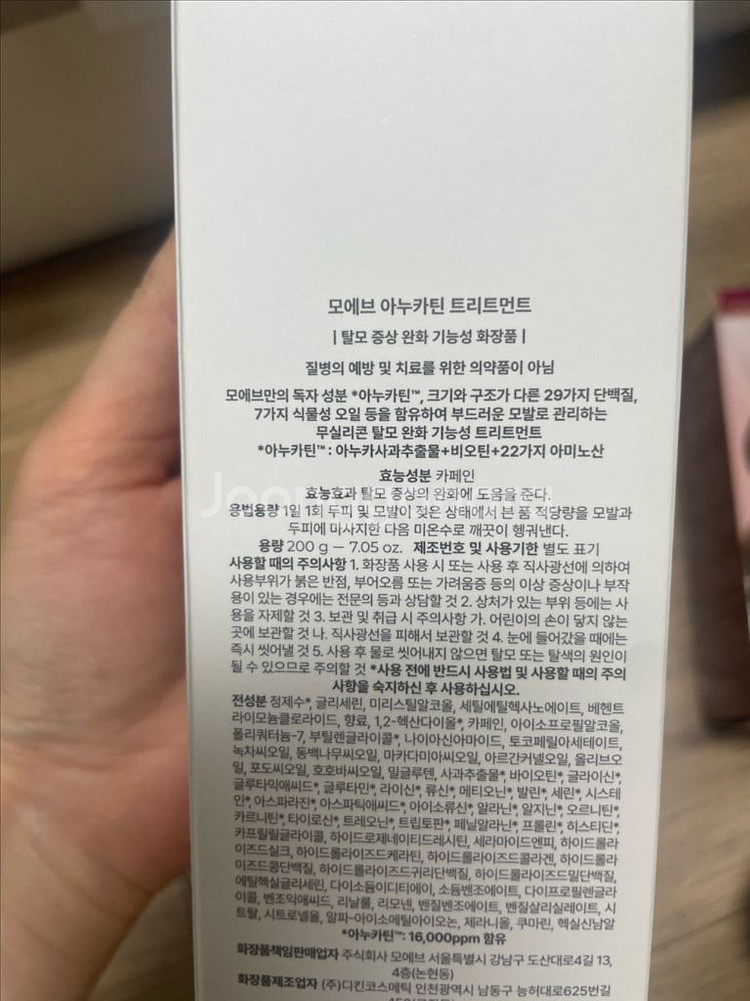 모에브 아누카틴 트리트먼트
| 탈모 증상 완화 기능성 화장품 |
질병의 예방 및 치료를 위한 의약품이 아님
모에브만의 독자 성분 *아누카틴™, 크기와 구조가 다른 29가지 단백질,
7가지 식물성 오일 등을 함유하여 부드러운 모발로 관리하는
무실리콘 탈모 완화 기능성 트리트먼트
*아누카틴™ : 아누카사과추출물+비오틴+22가지 아미노산
효능성분 카페인
효능효과 탈모 증상의 완화에 도움을 준다.
용법용량 1일 1회 두피 및 모발이 젖은 상태에서 본 품 적당량을 모발과
두피에 마사지한 다음 미온수로 깨끗이 헹궈낸다.
용량 200 g — 7.05 oz. 제조번호 및 사용기한 별도 표기
사용할 때의 주의사항 1. 화장품 사용 시 또는 사용 후 직사광선에 의하여
사용부위가 붉은 반점, 부어오름 또는 가려움증 등의 이상 증상이나 부작
용이 있는 경우에는 전문의 등과 상담할 것 2. 상처가 있는 부위 등에는 사
용을 자제할 것 3. 보관 및 취급 시 주의사항 가. 어린이의 손이 닿지 않는
곳에 보관할 것 나. 직사광선을 피해서 보관할 것 4. 눈에 들어갔을 때에는
즉시 씻어낼 것 5. 사용 후 물로 씻어내지 않으면 탈모 또는 탈색의 원인이
될 수 있으므로 주의할 것 *사용 전에 반드시 사용법 및 사용할 때의 주의
사항을 숙지하신 후 사용하십시오.
전성분 정제수*, 글리세린, 미리스틸알코올, 세틸에틸헥사노에이트, 베헨트
라이모늄클로라이드, 향료, 1,2-헥산다이올*, 카페인, 아이소프로필알코올,
폴리쿼터늄-7, 부틸렌글라이콜*, 나이아신아마이드, 토코페릴아세테이트,
녹차씨오일, 동백나무씨오일, 마카다미아씨오일, 아르간커넬오일, 올리브오
일, 포도씨오일, 호호바씨오일, 밀글루텐, 사과추출물*, 바이오틴*, 글라이신*,
글루타믹애씨드*, 글루타민*, 라이신*, 류신*, 메티오닌*, 발린*, 세린*, 시스테
인*, 아스파라진*, 아스파틱애씨드*, 아이소류신*, 알라닌*, 알지닌*, 오르니틴*,
카르니틴*, 타이로신*, 트레오닌*, 트립토판*, 페닐알라닌*, 프롤린*, 히스티딘*,
카프릴릴글라이콜, 하이드로제네이티드레시틴, 세라마이드엔피, 하이드롤라
이즈드실크, 하이드롤라이즈드케라틴, 하이드롤라이즈드콜라겐, 하이드롤라
이즈드콩단백질, 하이드롤라이즈드귀리단백질, 하이드롤라이즈드밀단백질,
에틸헥실글리세린, 다이소듐이디티에이, 소듐벤조에이트, 다이프로필렌글라
이콜, 벤조익애씨드, 리날룰, 리모넨, 벤질벤조에이트, 벤질살리실레이트, 시
트랄, 시트로넬올, 알파-아이소메틸아이오논, 제라니올, 쿠마린, 헥실신남알
*아누카틴™: 16,000ppm 함유
화장품책임판매업자 주식회사 모에브 서울특별시 강남구 도산대로4길 13,
4층(논현동)
화장품제조업자 (주)디킨코스메틱 인천광역시 남동구 능허대로625번길